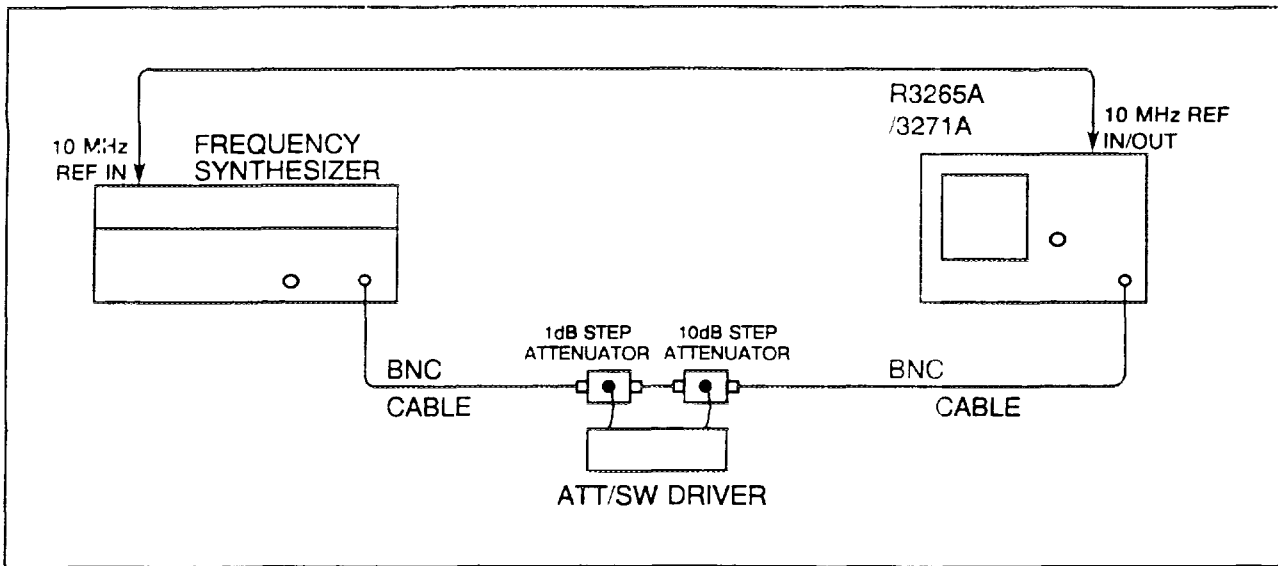 R3265A
/3271A
10 MHz REF
IN/OUT
10 MHz
REF IN
FREQUENCY
SYNTHESIZER
1dB STEP
ATTENUATOR
10dB STEP
ATTENUATOR
BNC
CABLE
BNC
CABLE
ATT/SW DRIVER